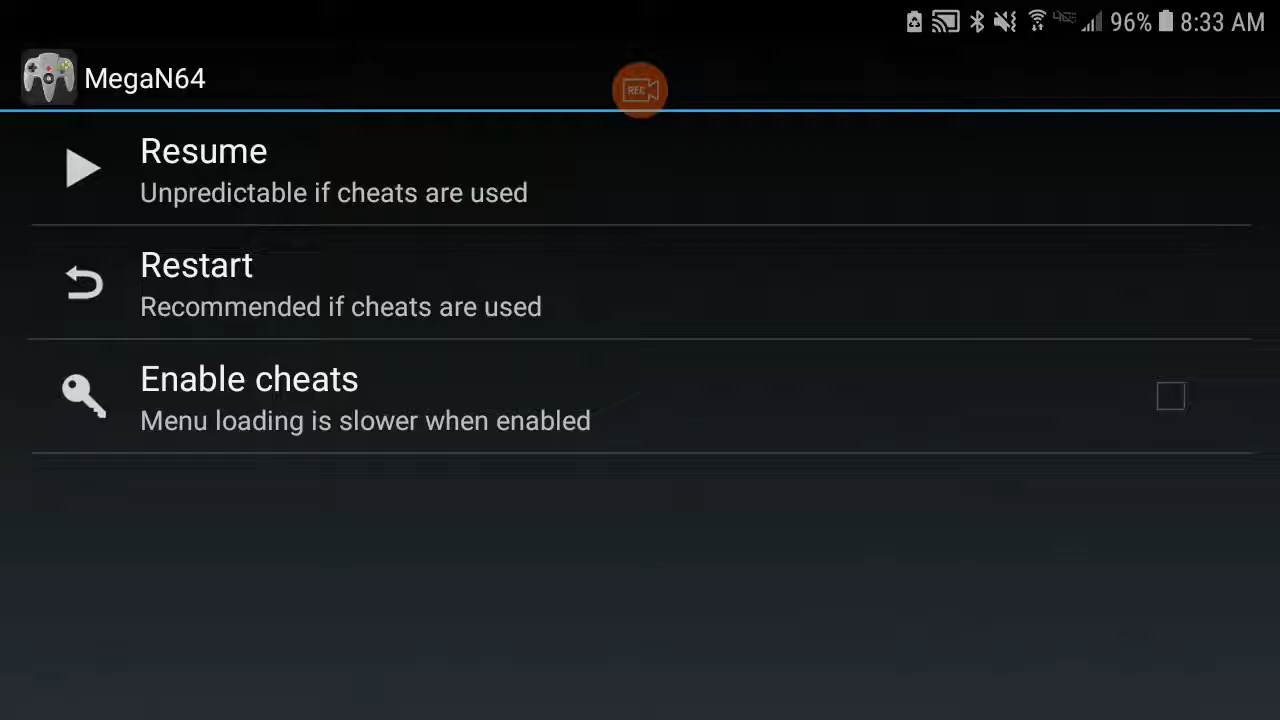 96% 8:33 AM
MegaN64
REC
Resume
Unpredictable if cheats are used
Restart
Recommended if cheats are used
Enable cheats
Menu loading is slower when enabled